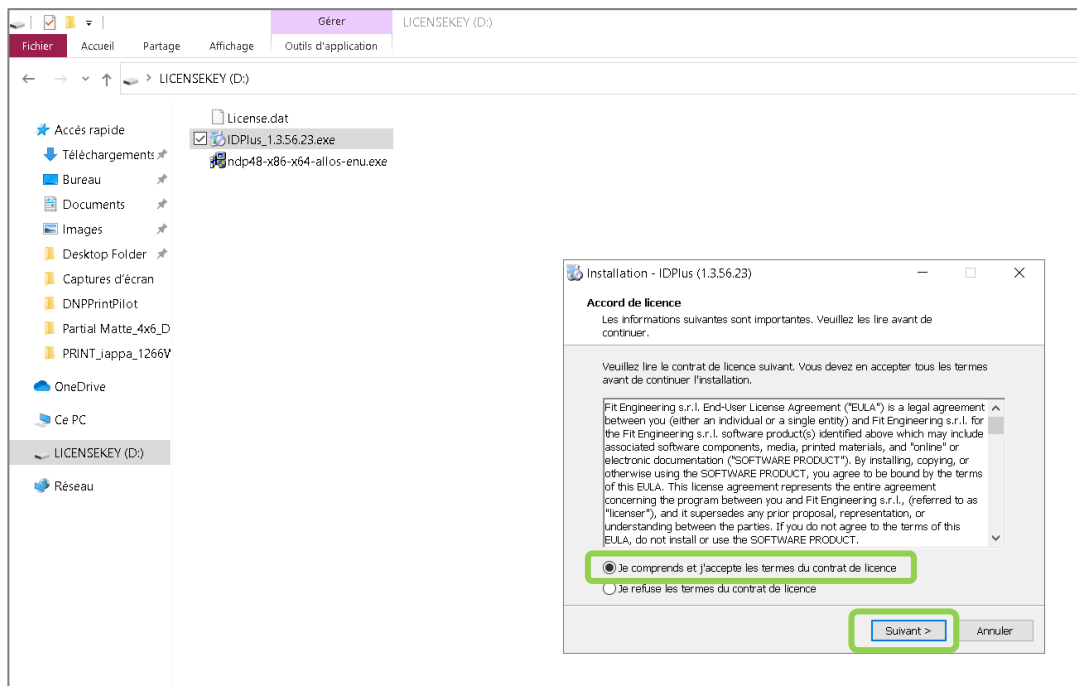 Gérer
LICENSEKEY (D:)
Fichier
Accueil
Partage
Affichage
Outils d'application
LICENSEKEY (D:)
License.dat
IDPlus_1.3.56.23.exe
ndp48-x86-x64-allos-enu.exe
Accès rapide
Téléchargements
Bureau
Documents
Images
Desktop Folder
Captures d'écran
DNPPrintPilot
Partial Matte_4x6_D
PRINT_iappa_1266W
OneDrive
Ce PC
LICENSEKEY (D:)
Réseau
Installation - IDPlus (1.3.56.23)
Accord de licence
Les informations suivantes sont importantes. Veuillez les lire avant de
continuer.
Veuillez lire le contrat de licence suivant. Vous devez en accepter tous les termes
avant de continuer l'installation.
Fit Engineering s.r.l. End-User License Agreement ("EULA") is a legal agreement
between you (either an individual or a single entity) and Fit Engineering s.r.l. for
the Fit Engineering s.r.l. software product(s) identified above which may include
associated software components, media, printed materials, and "online" or
electronic documentation ("SOFTWARE PRODUCT"). By installing, copying, or
otherwise using the SOFTWARE PRODUCT, you agree to be bound by the terms
of this EULA. This license agreement represents the entire agreement
concerning the program between you and Fit Engineering s.r.l., (referred to as
"licenser"), and it supersedes any prior proposal, representation, or
understanding between the parties. If you do not agree to the terms of this
EULA, do not install or use the SOFTWARE PRODUCT.
Je comprends et j'accepte les termes du contrat de licence
Je refuse les termes du contrat de licence
Suivant >
Annuler